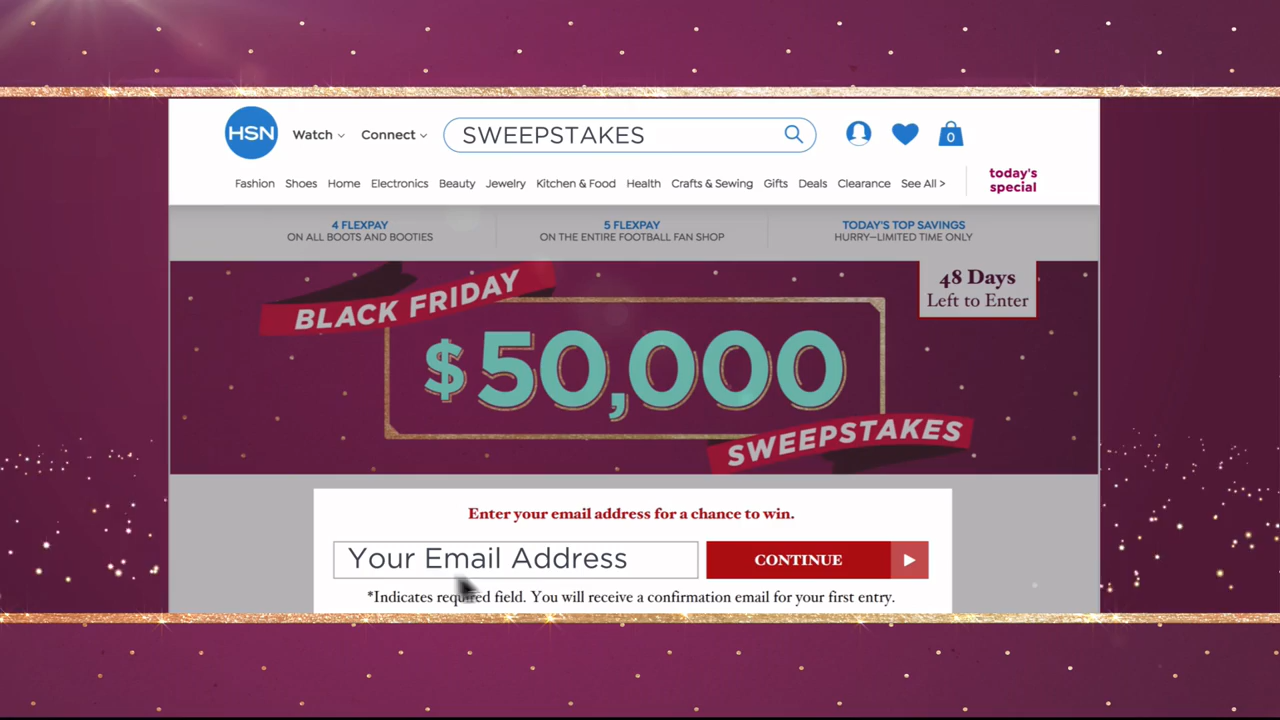 HSN
Watch
Connect
SWEEPSTAKES
0
Fashion Shoes Home Electronics Beauty Jewelry Kitchen & Food Health Crafts & Sewing Gifts Deals Clearance See All >
today's
special
4 FLEXPAY
ON ALL BOOTS AND BOOTIES
5 FLEXPAY
ON THE ENTIRE FOOTBALL FAN SHOP
TODAY'S TOP SAVINGS
HURRY–LIMITED TIME ONLY
48 Days
Left to Enter
BLACK FRIDAY
$50,000
SWEEPSTAKES
Enter your email address for a chance to win.
Your Email Address
CONTINUE
*Indicates required field. You will receive a confirmation email for your first entry.